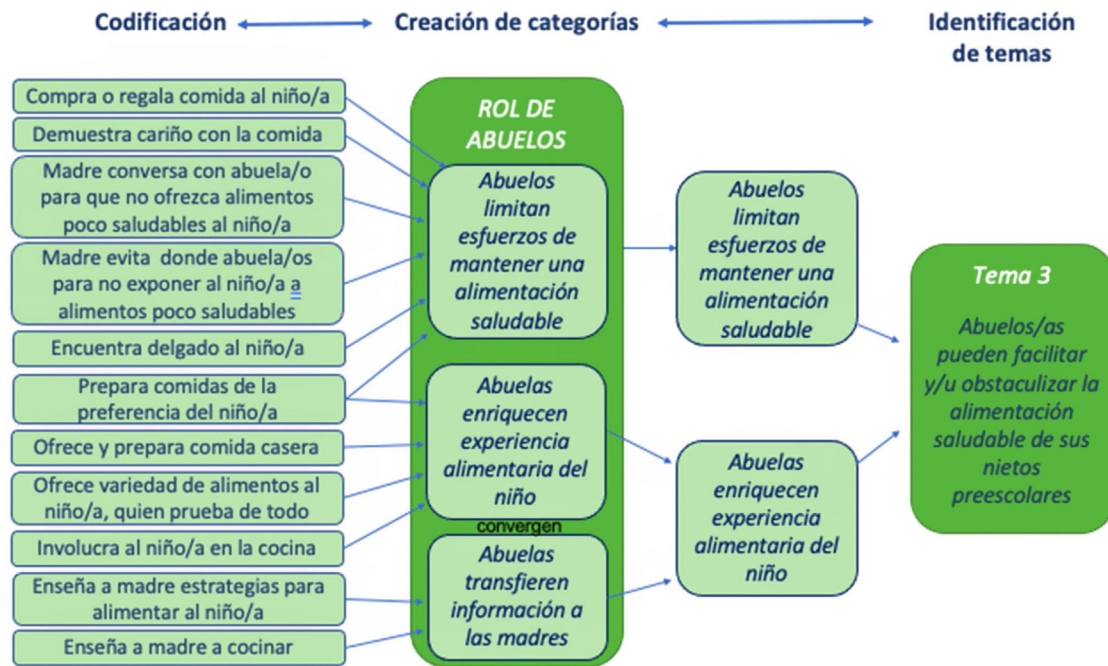 Codificación
Creación de categorías
Identificación
de temas
Compra o regala comida al niño/a
Demuestra cariño con la comida
Madre conversa con abuela/o
para que no ofrezca alimentos
poco saludables al niño/a
Madre evita donde abuela/os
para no exponer al niño/a a
alimentos poco saludables
Encuentra delgado al niño/a
Prepara comidas de la
preferencia del niño/a
Ofrece y prepara comida casera
Ofrece variedad de alimentos al
niño/a, quien prueba de todo
Involucra al niño/a en la cocina
Enseña a madre estrategias para
alimentar al niño/a
Enseña a madre a cocinar
ROL DE
ABUELOS
Abuelos
limitan
esfuerzos de
mantener una
alimentación
saludable
Abuelas
enriquecen
experiencia
alimentaria del
niño
convergen
Abuelas
transfieren
información a
las madres
Abuelos
limitan
esfuerzos de
mantener una
alimentación
saludable
Abuelas
enriquecen
experiencia
alimentaria del
niño
Tema 3
Abuelos/as
pueden facilitar
y/u obstaculizar la
alimentación
saludable de sus
nietos
preescolares